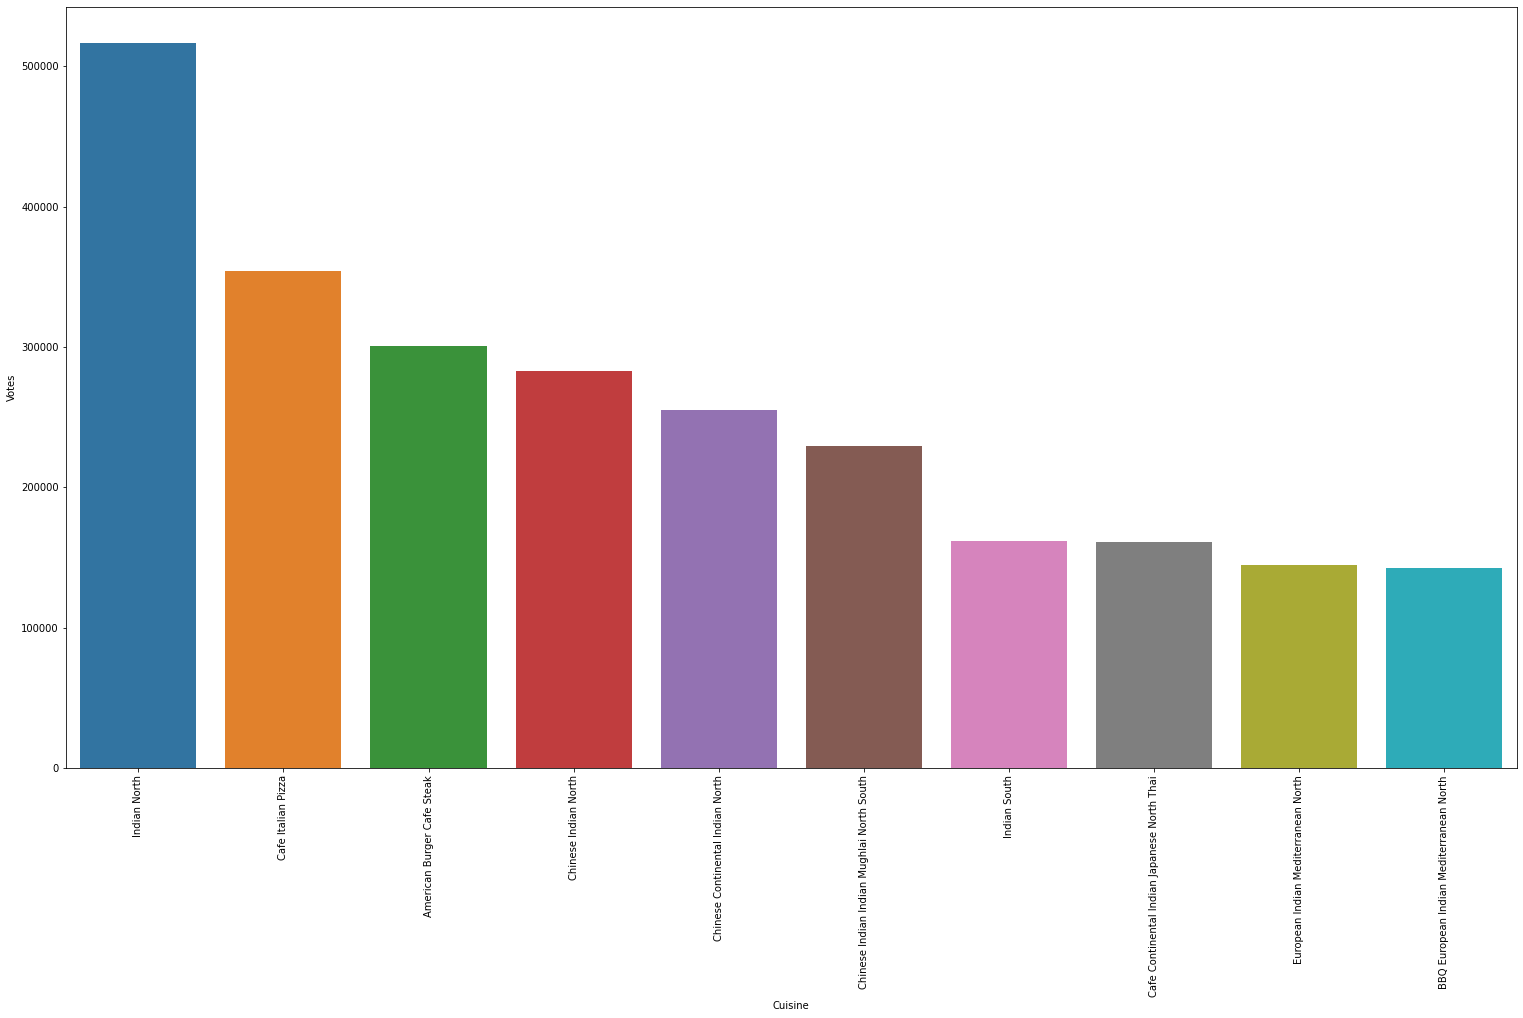 500000
400000
300000
200000
100000
0
Votes
Indian North
Cafe Italian Pizza
American Burger Cafe Steak
Chinese Indian North
Chinese Continental Indian North
Chinese Indian Indian Mughlai North South
Indian South
Cafe Continental Indian Japanese North Thai
European Indian Mediterranean North
BBQ European Indian Mediterranean North
Cuisine